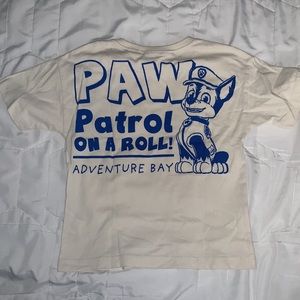 PAW
Patrol
ON A ROLL!
ADVENTURE BAY